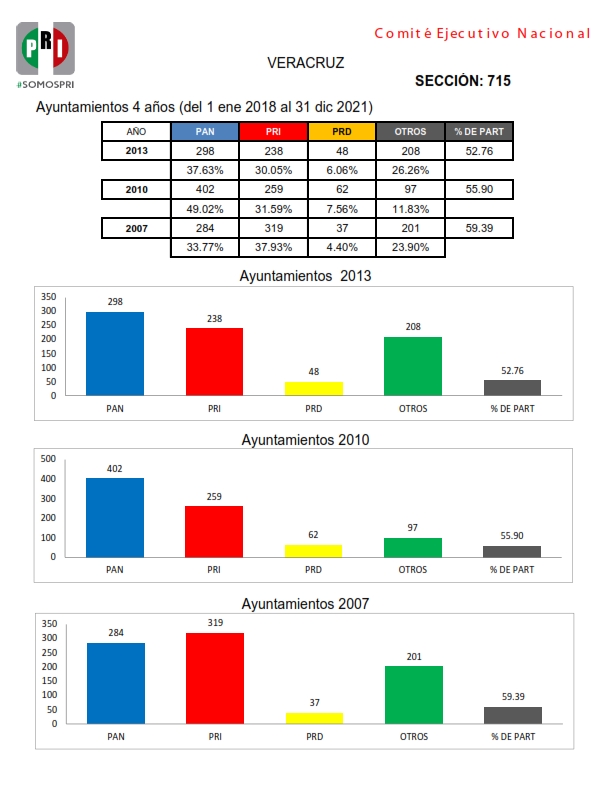 PRI
#SOMOSPRI
Comité Ejecutivo Nacional
VERACRUZ
SECCIÓN: 715
Ayuntamientos 4 años (del 1 ene 2018 al 31 dic 2021)
AÑO PAN PRI PRD OTROS % DE PART
2013 298 238 48 208 52.76
37.63% 30.05% 6.06% 26.26%
2010 402 259 62 97 55.90
49.02% 31.59% 7.56% 11.83%
2007 284 319 37 201 59.39
33.77% 37.93% 4.40% 23.90%
Ayuntamientos 2013
350
300
250
200
150
100
50
0
298 238 48 208 52.76
PAN PRI PRD OTROS % DE PART
Ayuntamientos 2010
500
400
300
200
100
0
402 259 62 97 55.90
PAN PRI PRD OTROS % DE PART
Ayuntamientos 2007
350
300
250
200
150
100
50
0
284 319 37 201 59.39
PAN PRI PRD OTROS % DE PART